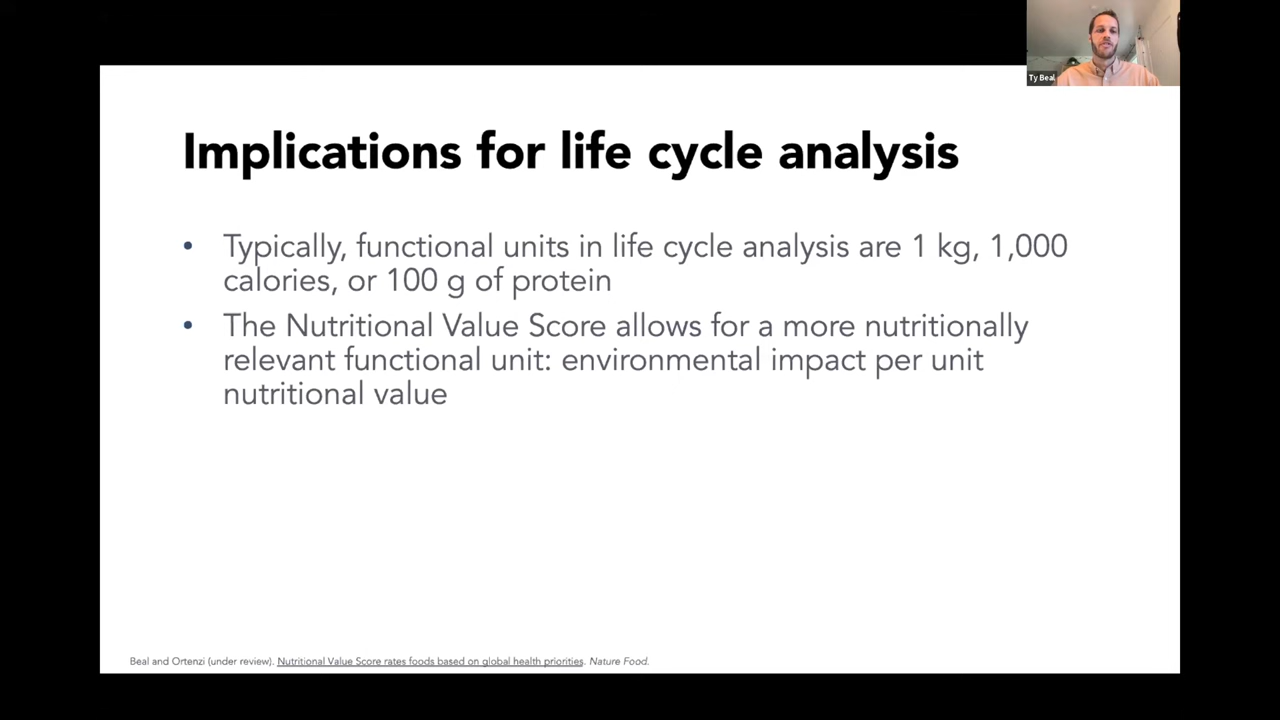 Ty Beal
Implications for life cycle analysis
• Typically, functional units in life cycle analysis are 1 kg, 1,000
calories, or 100 g of protein
• The Nutritional Value Score allows for a more nutritionally
relevant functional unit: environmental impact per unit
nutritional value
Beal and Ortenzi (under review). Nutritional Value Score rates foods based on global health priorities. Nature Food.